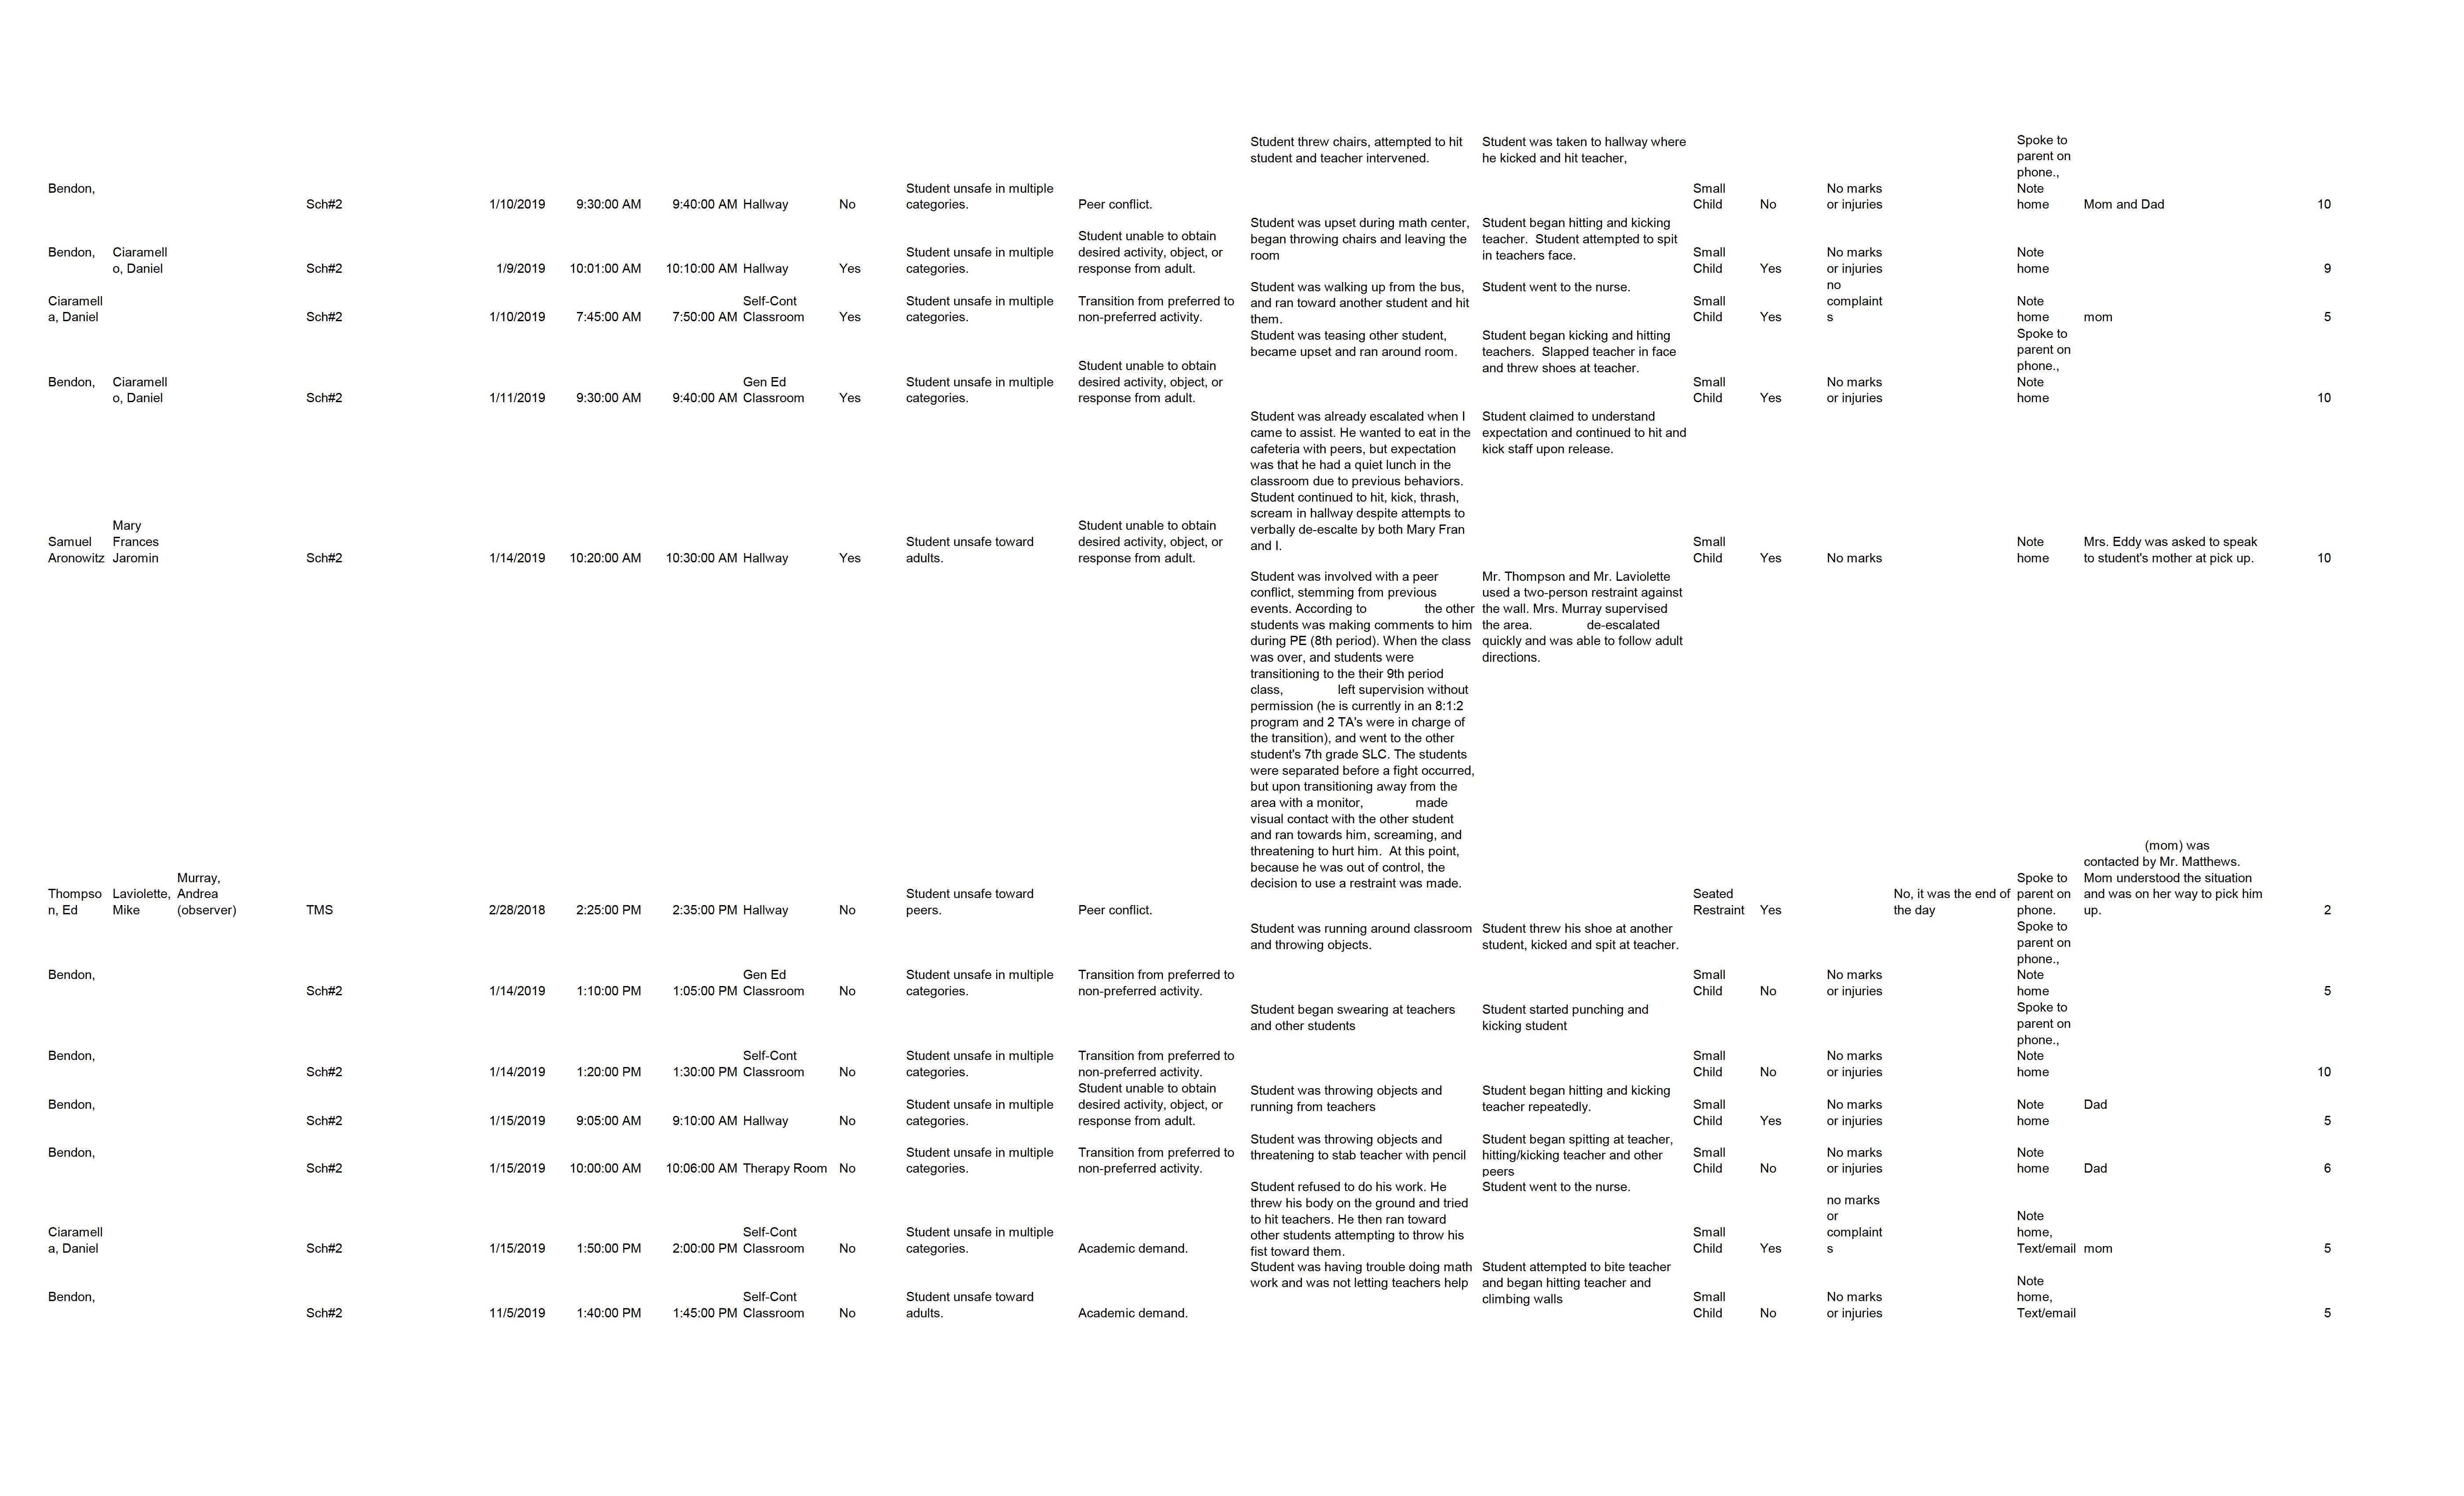 Student threw chairs, attempted to hit student and teacher intervened.
Student was taken to hallway where he kicked and hit teacher,
Bendon, Sch#2 1/10/2019 9:30:00 AM 9:40:00 AM Hallway No Student unsafe in multiple categories. Peer conflict. Small Child No No marks or injuries Spoke to parent on phone., Note home Mom and Dad 10
Bendon, Ciaramell o, Daniel Sch#2 1/9/2019 10:01:00 AM 10:10:00 AM Hallway Yes Student unsafe in multiple categories. Student unable to obtain desired activity, object, or response from adult. Student was upset during math center, began throwing chairs and leaving the room Student began hitting and kicking teacher.  Student attempted to spit in teachers face. Small Child Yes No marks or injuries Note home 9
Ciaramell a, Daniel Sch#2 1/10/2019 7:45:00 AM 7:50:00 AM Self-Cont Classroom Yes Student unsafe in multiple categories. Transition from preferred to non-preferred activity. Student was walking up from the bus, and ran toward another student and hit them. Student went to the nurse. Small Child Yes no complaint s Note home mom 5
Bendon, Ciaramell o, Daniel Sch#2 1/11/2019 9:30:00 AM 9:40:00 AM Gen Ed Classroom Yes Student unsafe in multiple categories. Student unable to obtain desired activity, object, or response from adult. Student was teasing other student, became upset and ran around room. Student began kicking and hitting teachers.  Slapped teacher in face and threw shoes at teacher. Small Child Yes No marks or injuries Spoke to parent on phone., Note home 10
Samuel Aronowitz Mary Frances Jaromin Sch#2 1/14/2019 10:20:00 AM 10:30:00 AM Hallway Yes Student unsafe toward adults. Student unable to obtain desired activity, object, or response from adult. Student was already escalated when I came to assist. He wanted to eat in the cafeteria with peers, but expectation was that he had a quiet lunch in the classroom due to previous behaviors. Student continued to hit, kick, thrash, scream in hallway despite attempts to verbally de-escalte by both Mary Fran and I. Student claimed to understand expectation and continued to hit and kick staff upon release. Small Child Yes No marks Note home Mrs. Eddy was asked to speak to student's mother at pick up. 10
Thompso n, Ed Laviolette, Mike Murray, Andrea (observer) TMS 2/28/2018 2:25:00 PM 2:35:00 PM Hallway No Student unsafe toward peers. Peer conflict. Student was involved with a peer conflict, stemming from previous events. According to the other students was making comments to him during PE (8th period). When the class was over, and students were transitioning to the their 9th period class, left supervision without permission (he is currently in an 8:1:2 program and 2 TA's were in charge of the transition), and went to the other student's 7th grade SLC. The students were separated before a fight occurred, but upon transitioning away from the area with a monitor, made visual contact with the other student and ran towards him, screaming, and threatening to hurt him.  At this point, because he was out of control, the decision to use a restraint was made. Mr. Thompson and Mr. Laviolette used a two-person restraint against the wall. Mrs. Murray supervised the area. de-escalated quickly and was able to follow adult directions. Seated Restraint Yes No, it was the end of the day Spoke to parent on phone. (mom) was contacted by Mr. Matthews. Mom understood the situation and was on her way to pick him up. 2
Bendon, Sch#2 1/14/2019 1:10:00 PM 1:05:00 PM Gen Ed Classroom No Student unsafe in multiple categories. Transition from preferred to non-preferred activity. Student was running around classroom and throwing objects. Student threw his shoe at another student, kicked and spit at teacher. Small Child No No marks or injuries Spoke to parent on phone., Note home 5
Bendon, Sch#2 1/14/2019 1:20:00 PM 1:30:00 PM Self-Cont Classroom No Student unsafe in multiple categories. Transition from preferred to non-preferred activity. Student began swearing at teachers and other students Student started punching and kicking student Small Child No No marks or injuries Spoke to parent on phone., Note home 10
Bendon, Sch#2 1/15/2019 9:05:00 AM 9:10:00 AM Hallway No Student unsafe in multiple categories. Student unable to obtain desired activity, object, or response from adult. Student was throwing objects and running from teachers Student began hitting and kicking teacher repeatedly. Small Child Yes No marks or injuries Note home Dad 5
Bendon, Sch#2 1/15/2019 10:00:00 AM 10:06:00 AM Therapy Room No Student unsafe in multiple categories. Transition from preferred to non-preferred activity. Student was throwing objects and threatening to stab teacher with pencil Student began spitting at teacher, hitting/kicking teacher and other peers Small Child No No marks or injuries Note home Dad 6
Ciaramell a, Daniel Sch#2 1/15/2019 1:50:00 PM 2:00:00 PM Self-Cont Classroom No Student unsafe in multiple categories. Academic demand. Student refused to do his work. He threw his body on the ground and tried to hit teachers. He then ran toward other students attempting to throw his fist toward them. Student went to the nurse. Small Child Yes no marks or complaint s Note home, Text/email mom 5
Bendon, Sch#2 11/5/2019 1:40:00 PM 1:45:00 PM Self-Cont Classroom No Student unsafe toward adults. Academic demand. Student was having trouble doing math work and was not letting teachers help Student attempted to bite teacher and began hitting teacher and climbing walls Small Child No No marks or injuries Note home, Text/email 5